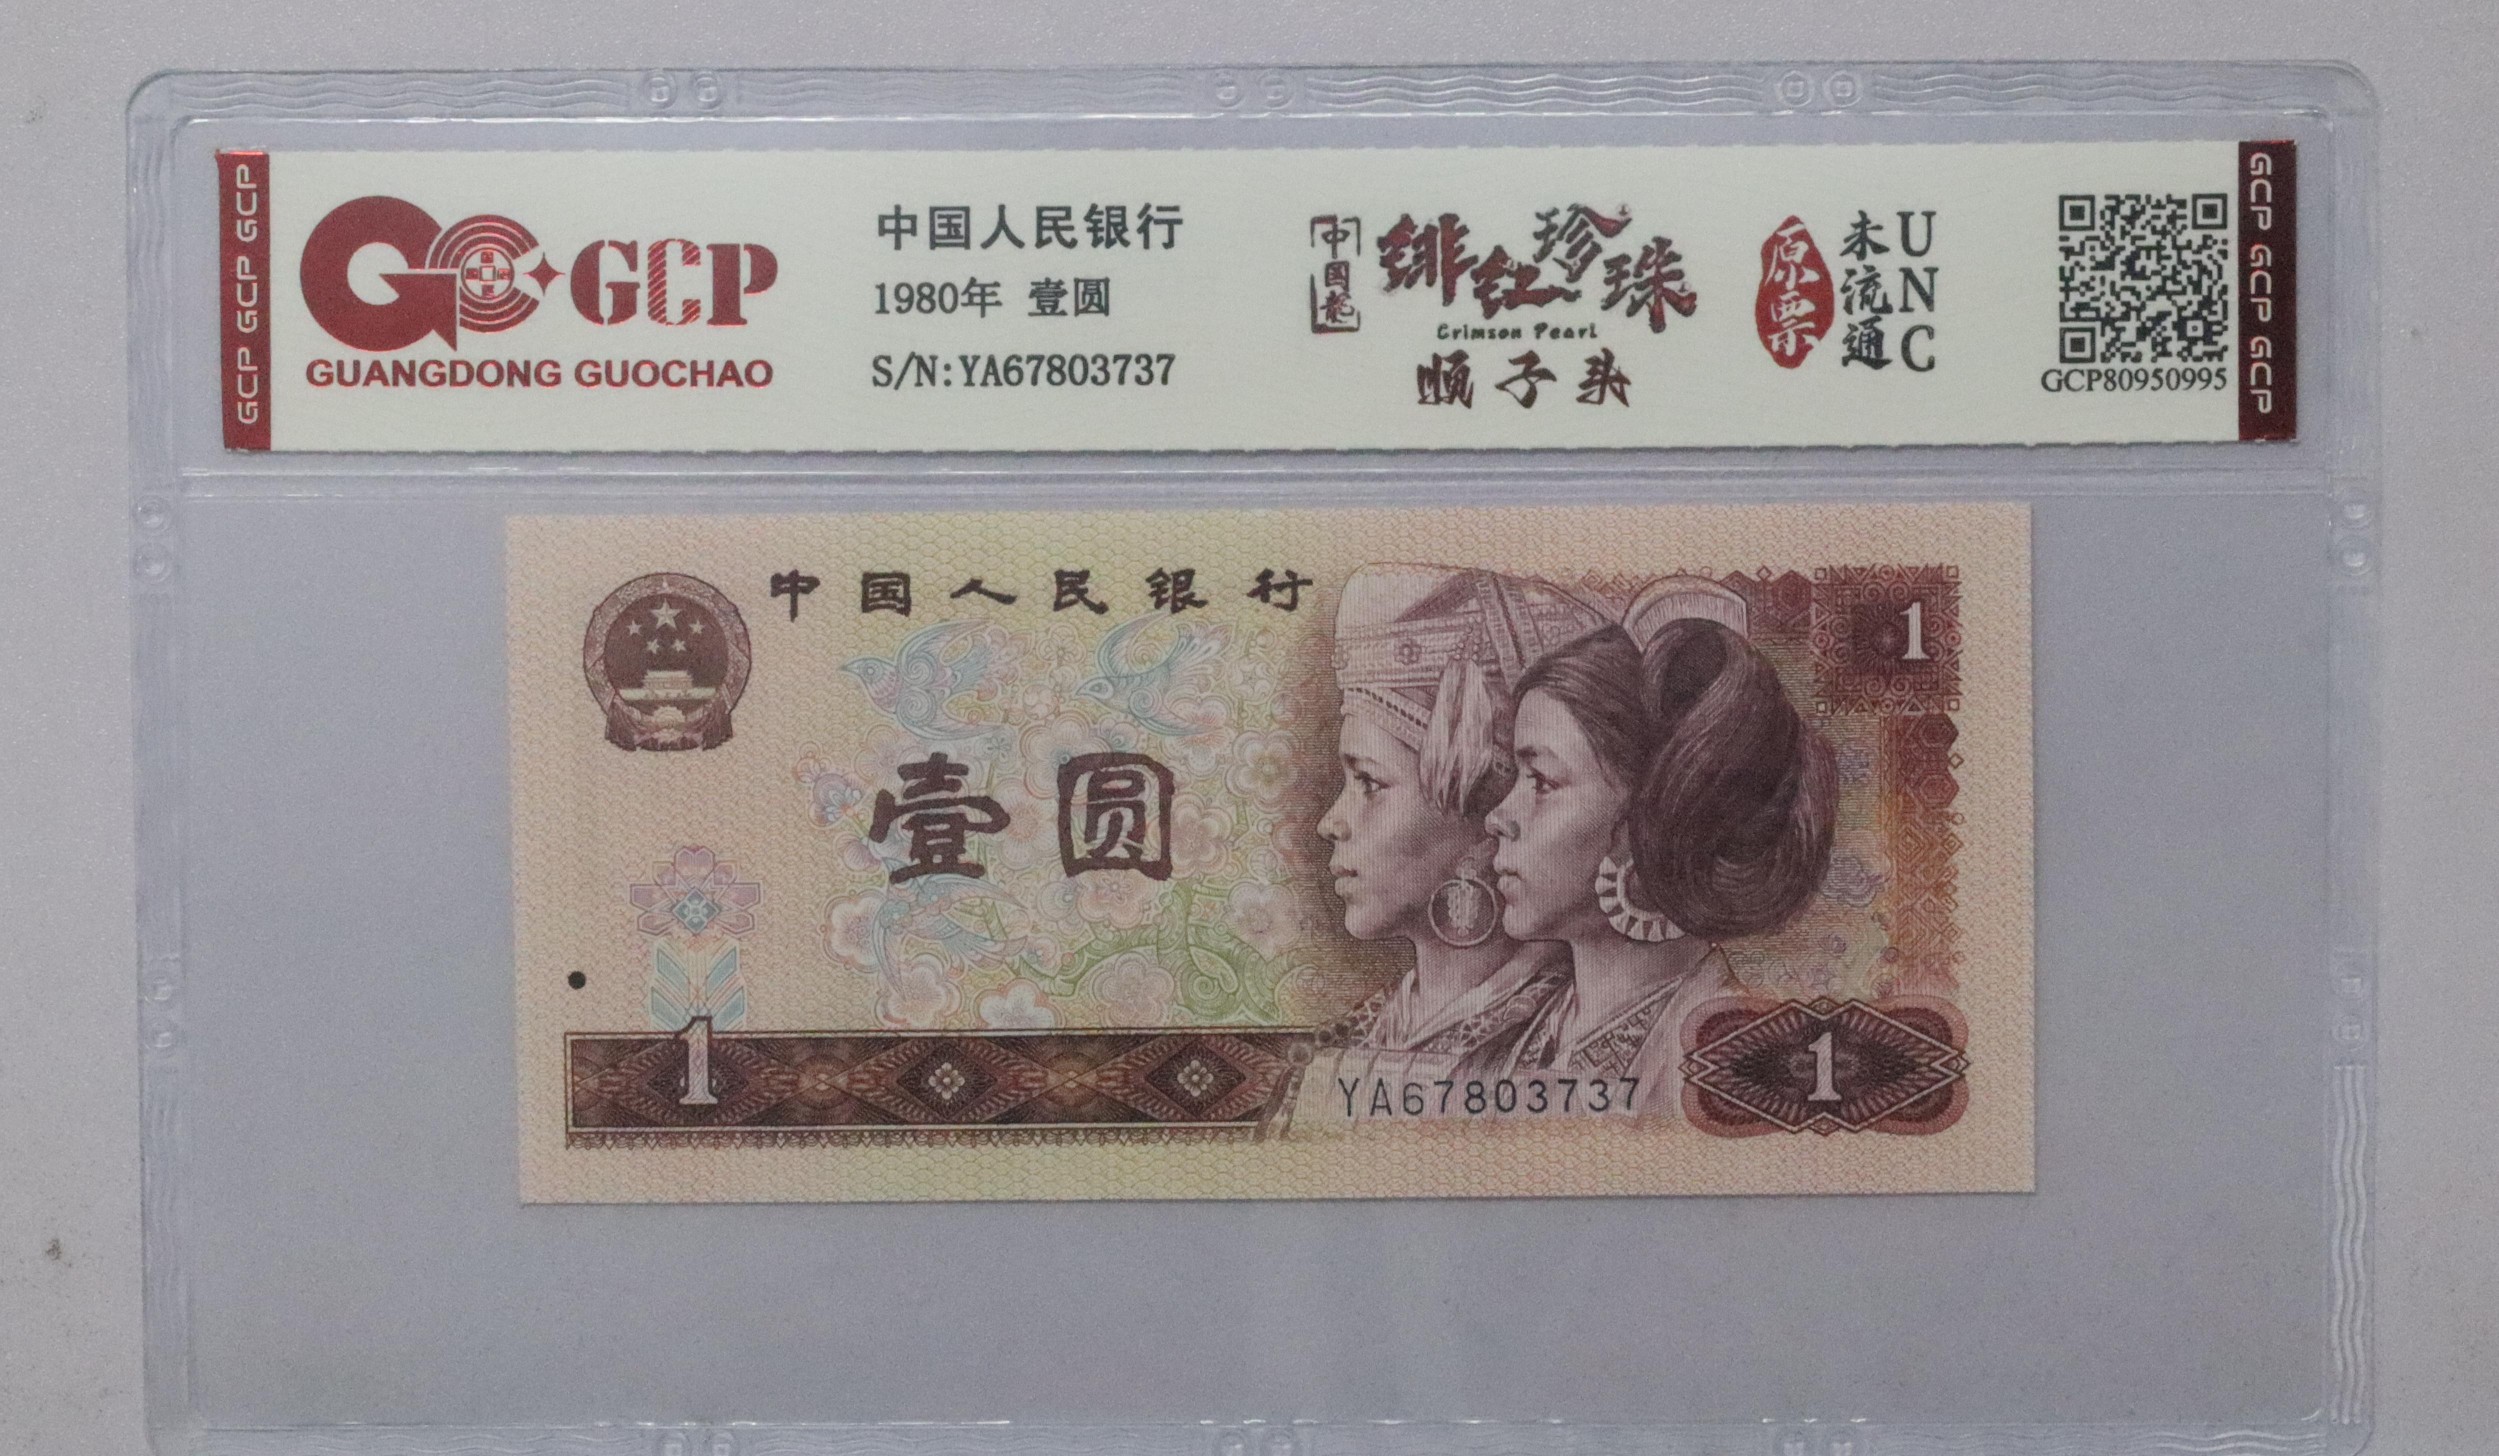 GCP GCP GCP
GCP
GUANGDONG GUOCHAO
中国人民银行
1980年 壹圆
S/N:YA67803737
中国龍
绯红珍珠
Crimson Pearl
顺子头
原票
未流通
UNC
GCP80950995
GCP GCP GCP
中国人民银行
1
壹圆
1
YA67803737
1